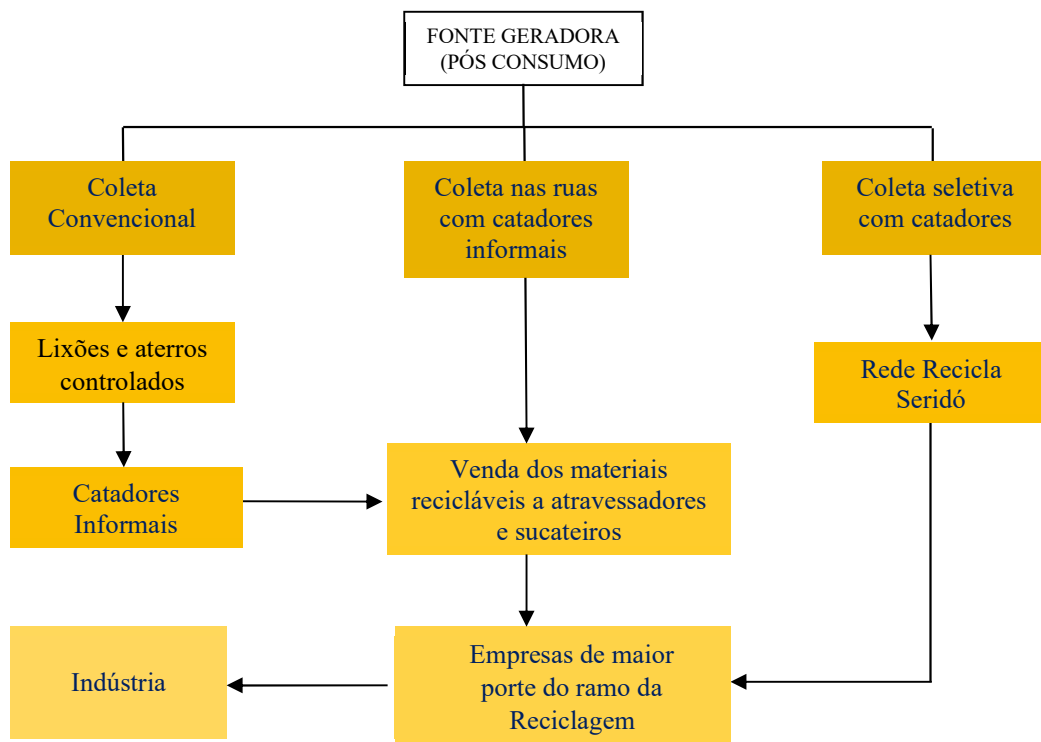 FONTE GERADORA
(PÓS CONSUMO)
Coleta
Convencional
Coleta nas ruas
com catadores
informais
Coleta seletiva
com catadores
Lixões e aterros
controlados
Rede Recicla
Seridó
Catadores
Informais
Venda dos materiais
recicláveis a atravessadores
e sucateiros
Indústria
Empresas de maior
porte do ramo da
Reciclagem